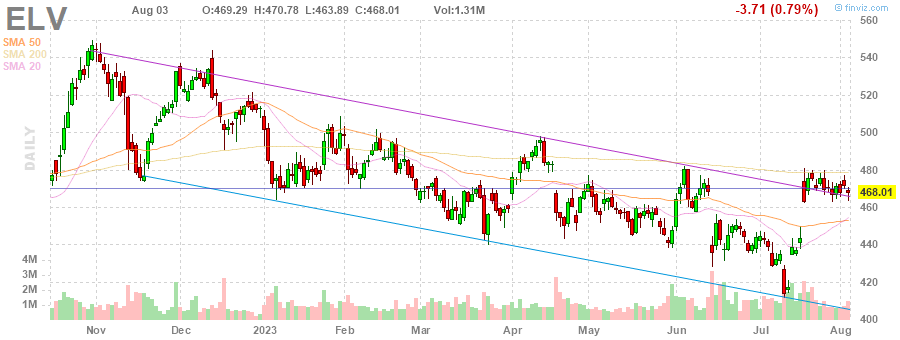 ELV
Aug 03 O:469.29 H:470.78 L:463.89 C:468.01 Vol:1.31M -3.71 (0.79%)
© finviz.com
SMA 50
SMA 200
SMA 20
DAILY
560
540
520
500
480
468.01
460
440
420
400
4M
3M
2M
1M
Nov Dec 2023 Feb Mar Apr May Jun Jul Aug